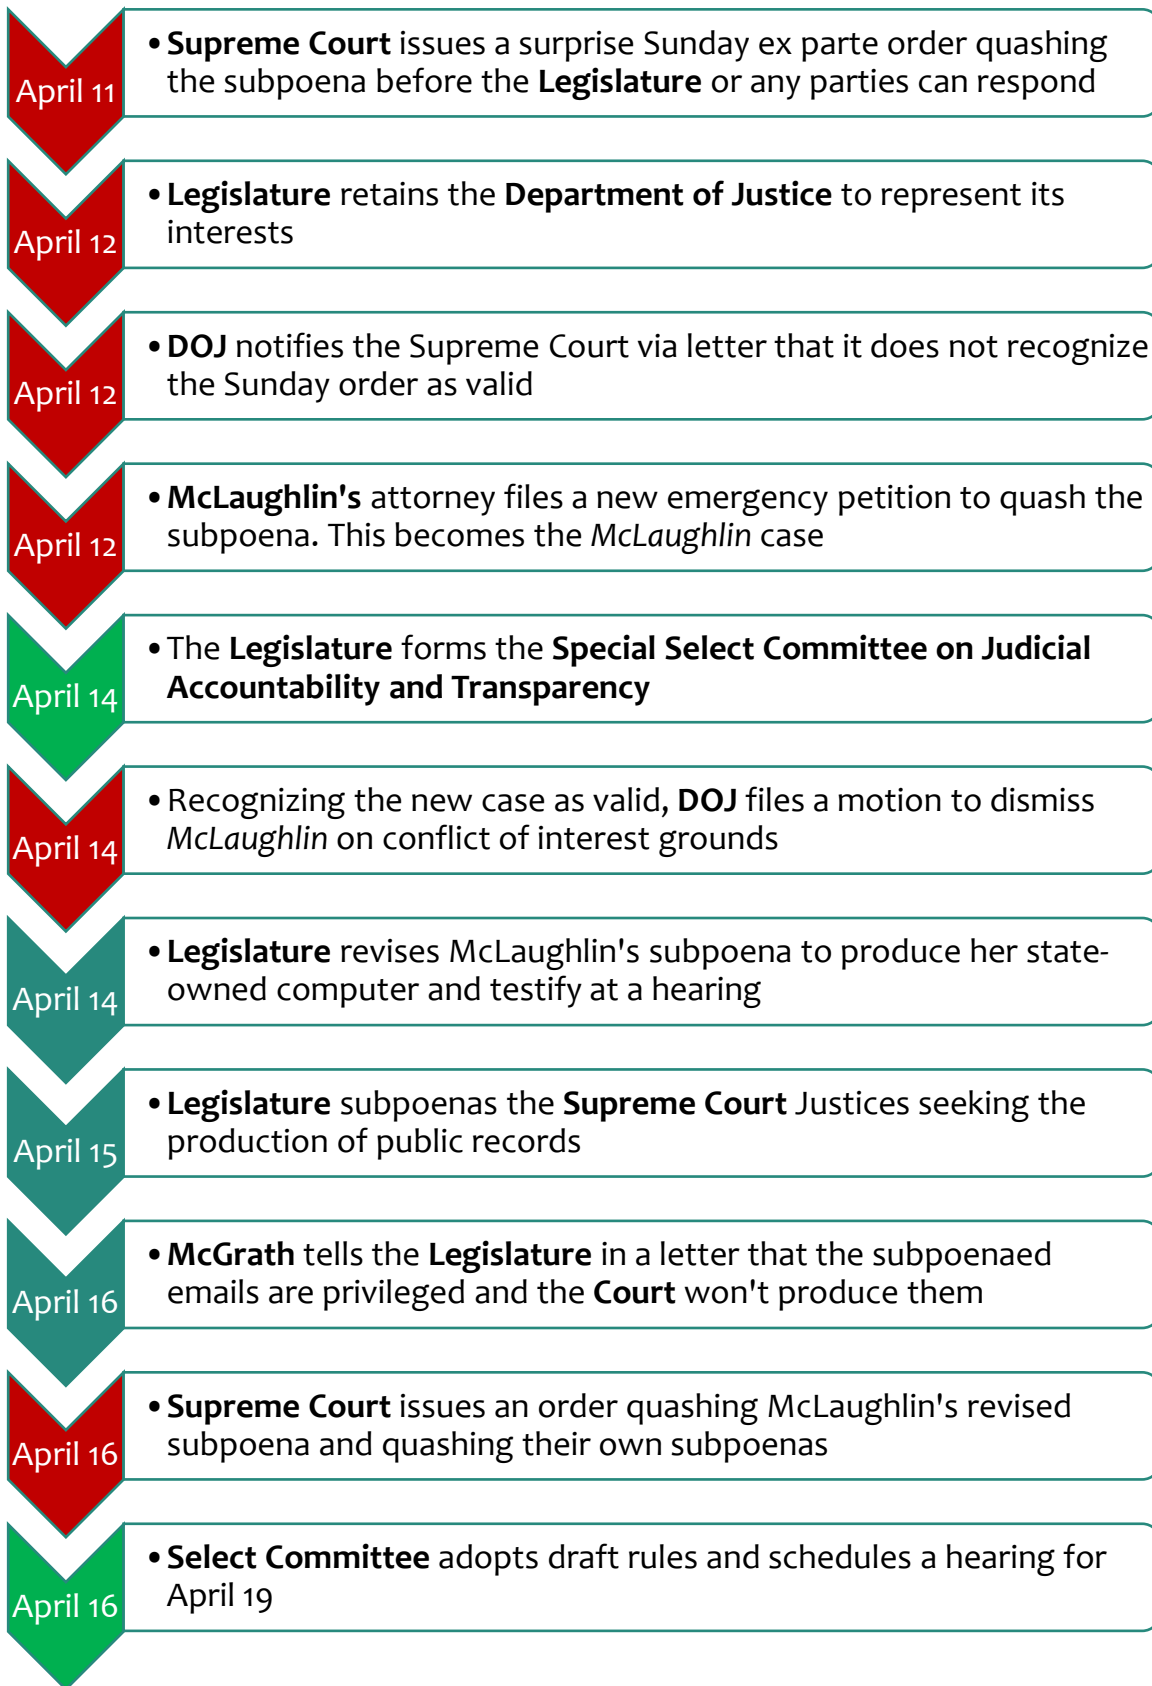 April 11
• Supreme Court issues a surprise Sunday ex parte order quashing
the subpoena before the Legislature or any parties can respond
April 12
• Legislature retains the Department of Justice to represent its
interests
April 12
• DOJ notifies the Supreme Court via letter that it does not recognize
the Sunday order as valid
April 12
• McLaughlin's attorney files a new emergency petition to quash the
subpoena. This becomes the McLaughlin case
April 14
• The Legislature forms the Special Select Committee on Judicial
Accountability and Transparency
April 14
• Recognizing the new case as valid, DOJ files a motion to dismiss
McLaughlin on conflict of interest grounds
April 14
• Legislature revises McLaughlin's subpoena to produce her state-
owned computer and testify at a hearing
April 15
• Legislature subpoenas the Supreme Court Justices seeking the
production of public records
April 16
• McGrath tells the Legislature in a letter that the subpoenaed
emails are privileged and the Court won't produce them
April 16
• Supreme Court issues an order quashing McLaughlin's revised
subpoena and quashing their own subpoenas
April 16
• Select Committee adopts draft rules and schedules a hearing for
April 19